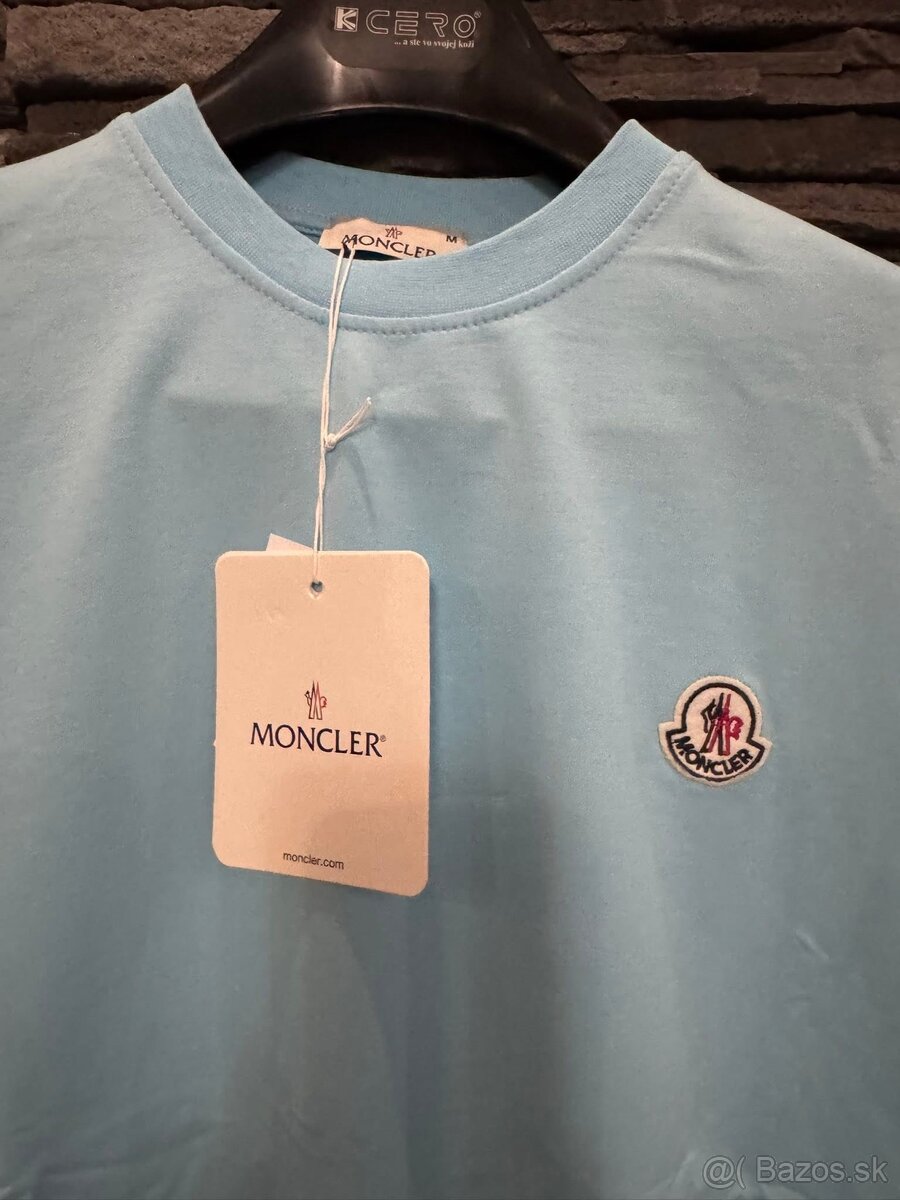 K CERO®
... a ste vo svojej koži
MONCLER
M
MONCLER®
moncler.com
MONCLER
@( Bazos.sk